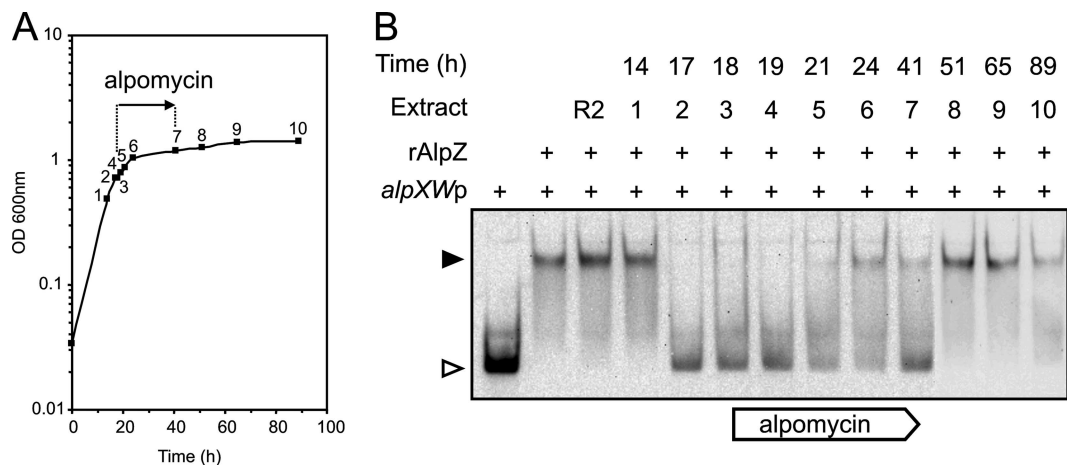 A
alpomycin
10
1
0.1
0.01
OD 600nm
1
2
3
4
5
6
7
8
9
10
0 20 40 60 80 100
Time (h)
B
Time (h) 14 17 18 19 21 24 41 51 65 89
Extract R2 1 2 3 4 5 6 7 8 9 10
rAlpZ + + + + + + + + + + + +
alpXWp + + + + + + + + + + + + +
alpomycin